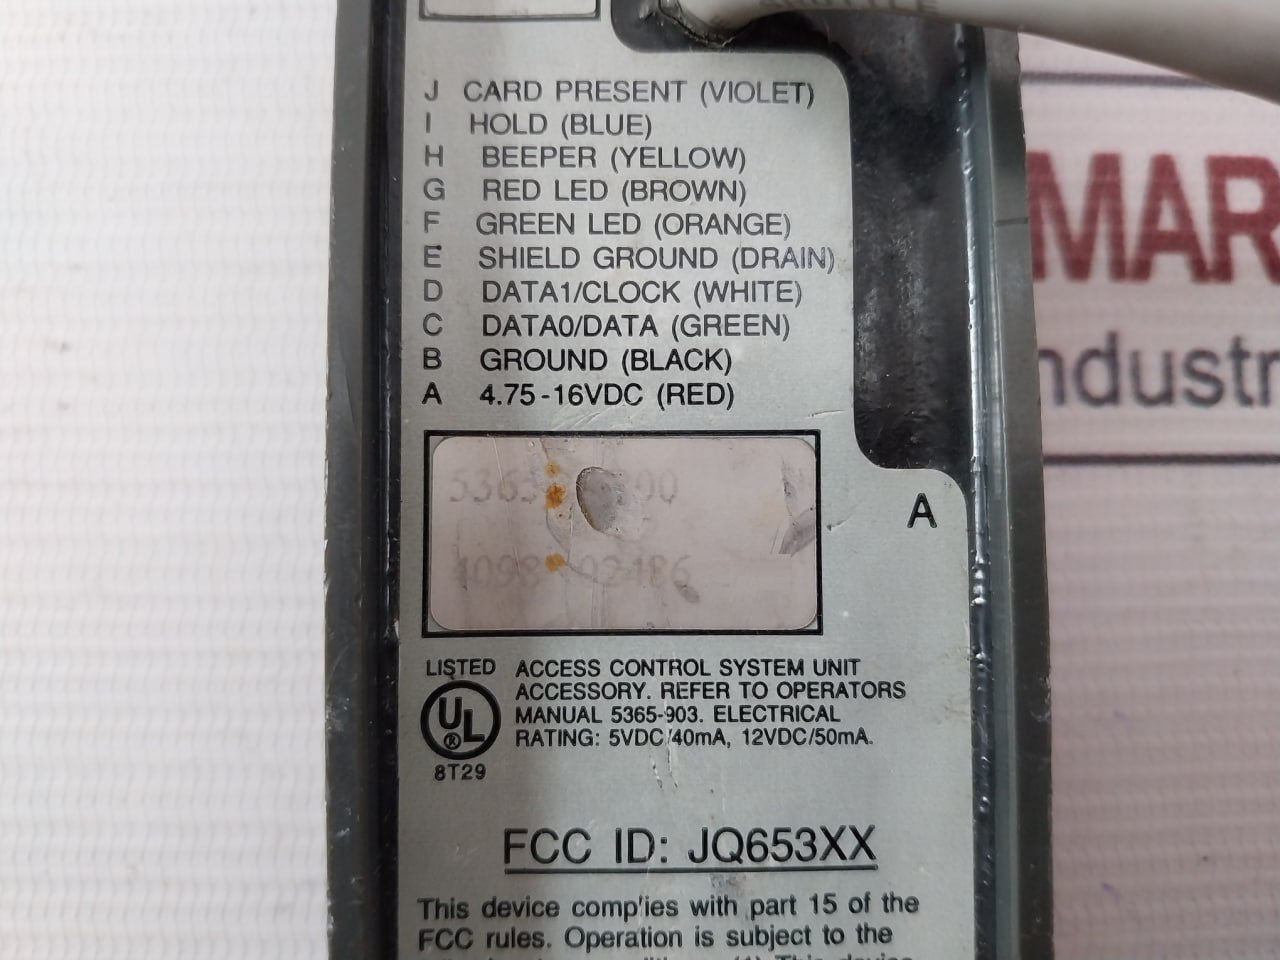 J CARD PRESENT (VIOLET)
I HOLD (BLUE)
H BEEPER (YELLOW)
G RED LED (BROWN)
F GREEN LED (ORANGE)
E SHIELD GROUND (DRAIN)
D DATA1/CLOCK (WHITE)
C DATA0/DATA (GREEN)
B GROUND (BLACK)
A 4.75-16VDC (RED)
A
LISTED
UL
®
8T29
ACCESS CONTROL SYSTEM UNIT
ACCESSORY. REFER TO OPERATORS
MANUAL 5365-903. ELECTRICAL
RATING: 5VDC/40mA, 12VDC/50mA.
FCC ID: JQ653XX
This device complies with part 15 of the
FCC rules. Operation is subject to the
MAR
ndustr